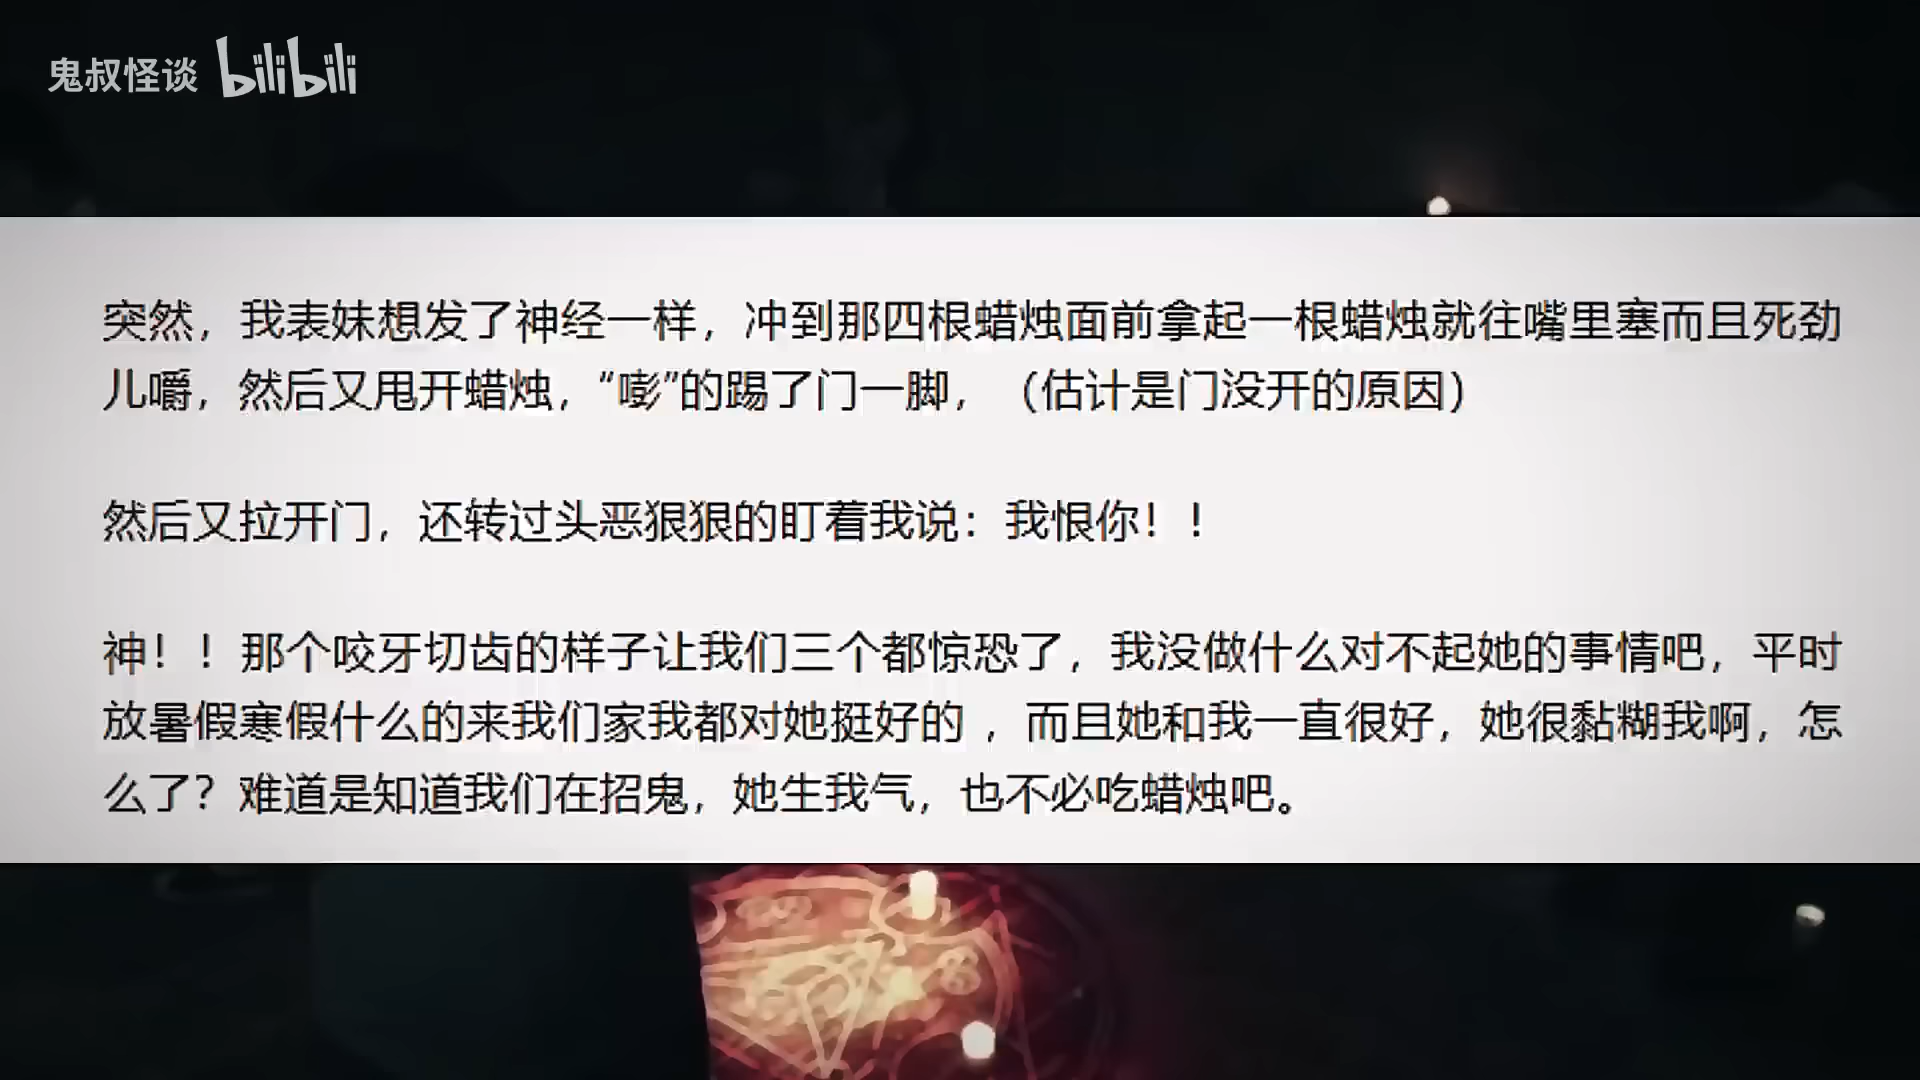 鬼叔怪谈 bilibili
突然，我表妹想发了神经一样，冲到那四根蜡烛面前拿起一根蜡烛就往嘴里塞而且死劲
儿嚼，然后又甩开蜡烛，“嘭”的踢了门一脚，（估计是门没开的原因）
然后又拉开门，还转过头恶狠狠的盯着我说：我恨你！！
神！！那个咬牙切齿的样子让我们三个都惊恐了，我没做什么对不起她的事情吧，平时
放暑假寒假什么的来我们家我都对她挺好的 ，而且她和我一直很好，她很黏糊我啊，怎
么了？难道是知道我们在招鬼，她生我气，也不必吃蜡烛吧。